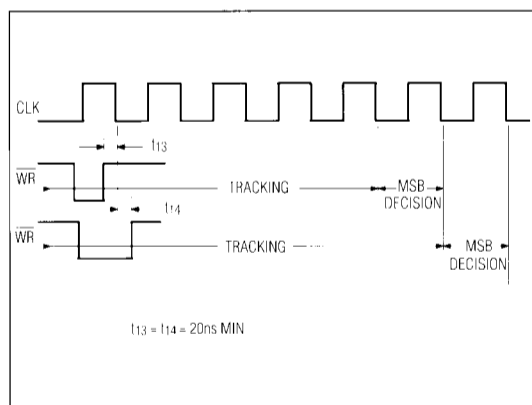 CLK
t13
WR
TRACKING
MSB
DECISION
t14
WR
TRACKING
MSB
DECISION
t13 = t14 = 20ns MIN